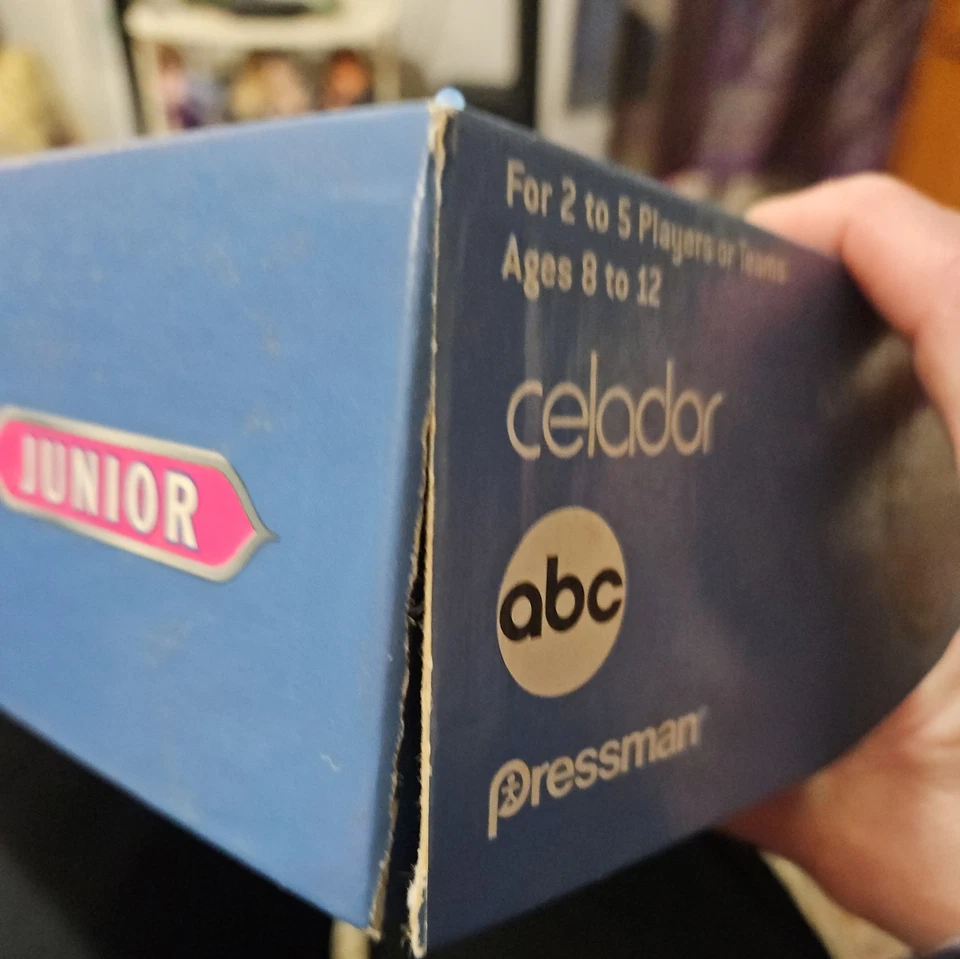 JUNIOR
For 2 to 5 Players or Teams
Ages 8 to 12
celador
abc
Pressman